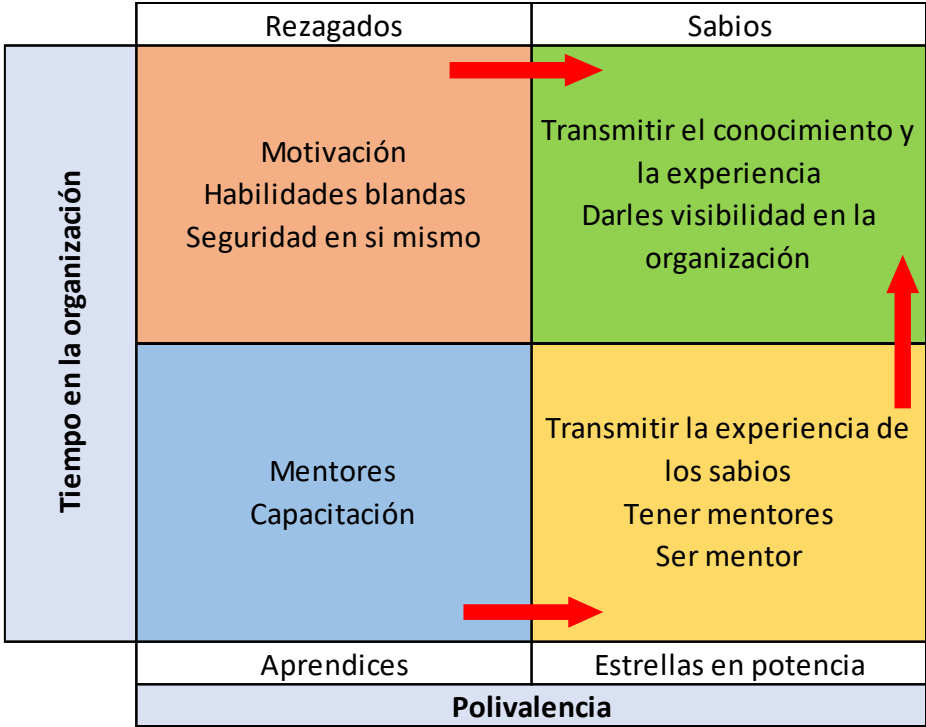 Rezagados
Sabios
Tiempo en la organización
Motivación
Habilidades blandas
Seguridad en si mismo
Transmitir el conocimiento y
la experiencia
Darles visibilidad en la
organización
Mentores
Capacitación
Transmitir la experiencia de
los sabios
Tener mentores
Ser mentor
Aprendices
Estrellas en potencia
Polivalencia